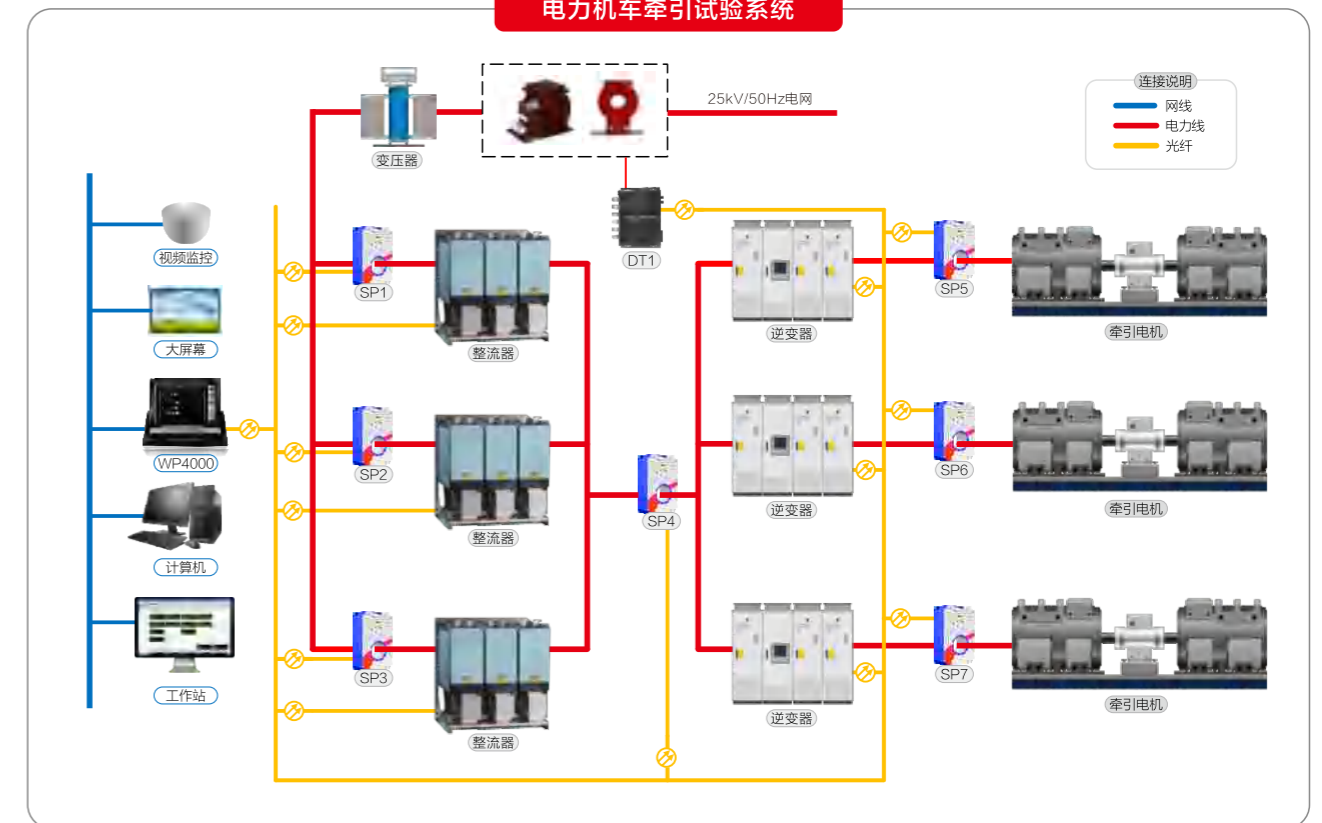 电力机车牵引试验系统
25kV/50Hz电网
连接说明
网线
电力线
光纤
变压器
视频监控
SP1
DT1
SP5
大屏幕
整流器
逆变器
牵引电机
WP4000
SP2
SP4
SP6
计算机
整流器
逆变器
牵引电机
工作站
SP3
SP7
整流器
逆变器
牵引电机